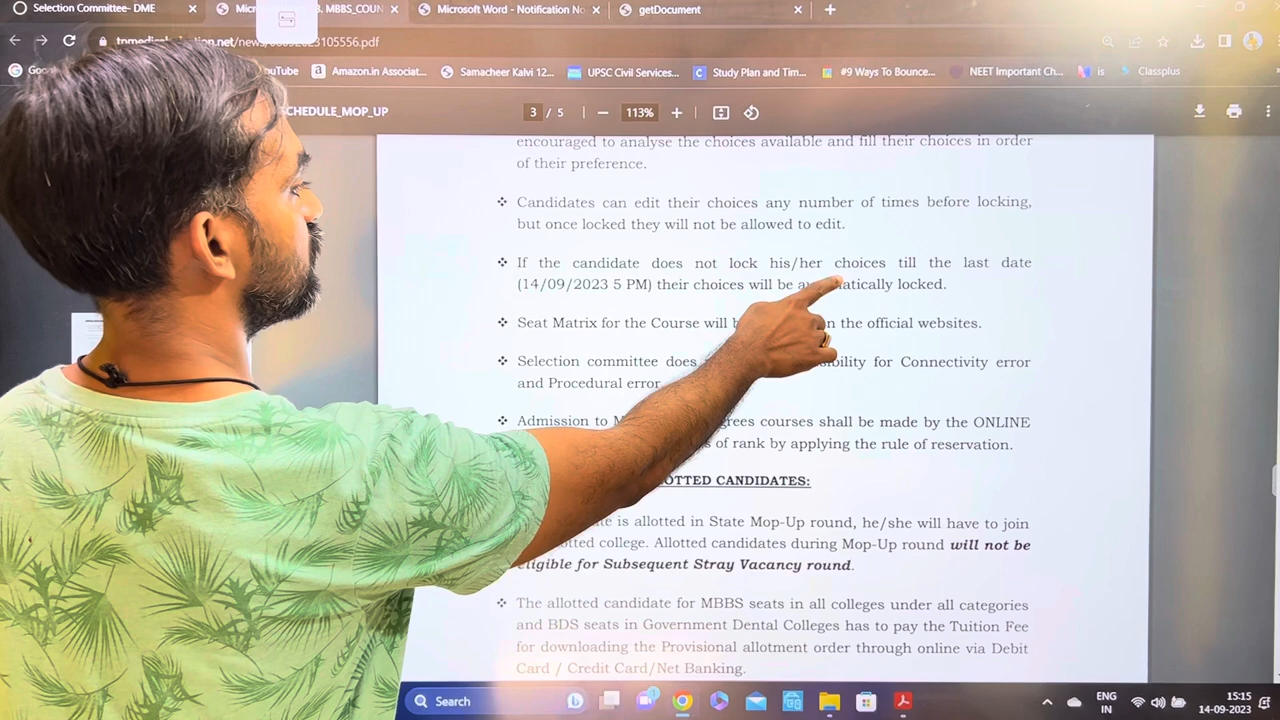 Selection Committee- DME
MBBS_COUN
Microsoft Word - Notification No
getDocument
.net/news/
105556.pdf
YouTube
Amazon.in Associat...
Samacheer Kalvi 12...
UPSC Civil Services...
Study Plan and Tim...
#9 Ways To Bounce...
NEET Important Ch...
is
Classplus
SCHEDULE_MOP_UP
3 / 5
113%
encouraged to analyse the choices available and fill their choices in order
of their preference.
❖ Candidates can edit their choices any number of times before locking,
but once locked they will not be allowed to edit.
❖ If the candidate does not lock his/her choices till the last date
(14/09/2023 5 PM) their choices will be locked.
❖ Seat Matrix for the Course will the official websites.
❖ Selection committee does for Connectivity error
and Procedural error
❖ Admission to courses shall be made by the ONLINE
of rank by applying the rule of reservation.
CANDIDATES:
is allotted in State Mop-Up round, he/she will have to join
college. Allotted candidates during Mop-Up round will not be
eligible for Subsequent Stray Vacancy round.
❖ The allotted candidate for MBBS seats in all colleges under all categories
and BDS seats in Government Dental Colleges has to pay the Tuition Fee
for downloading the Provisional allotment order through online via Debit
Card / Credit Card/Net Banking.
Search
ENG
IN
15:15
14-09-2023